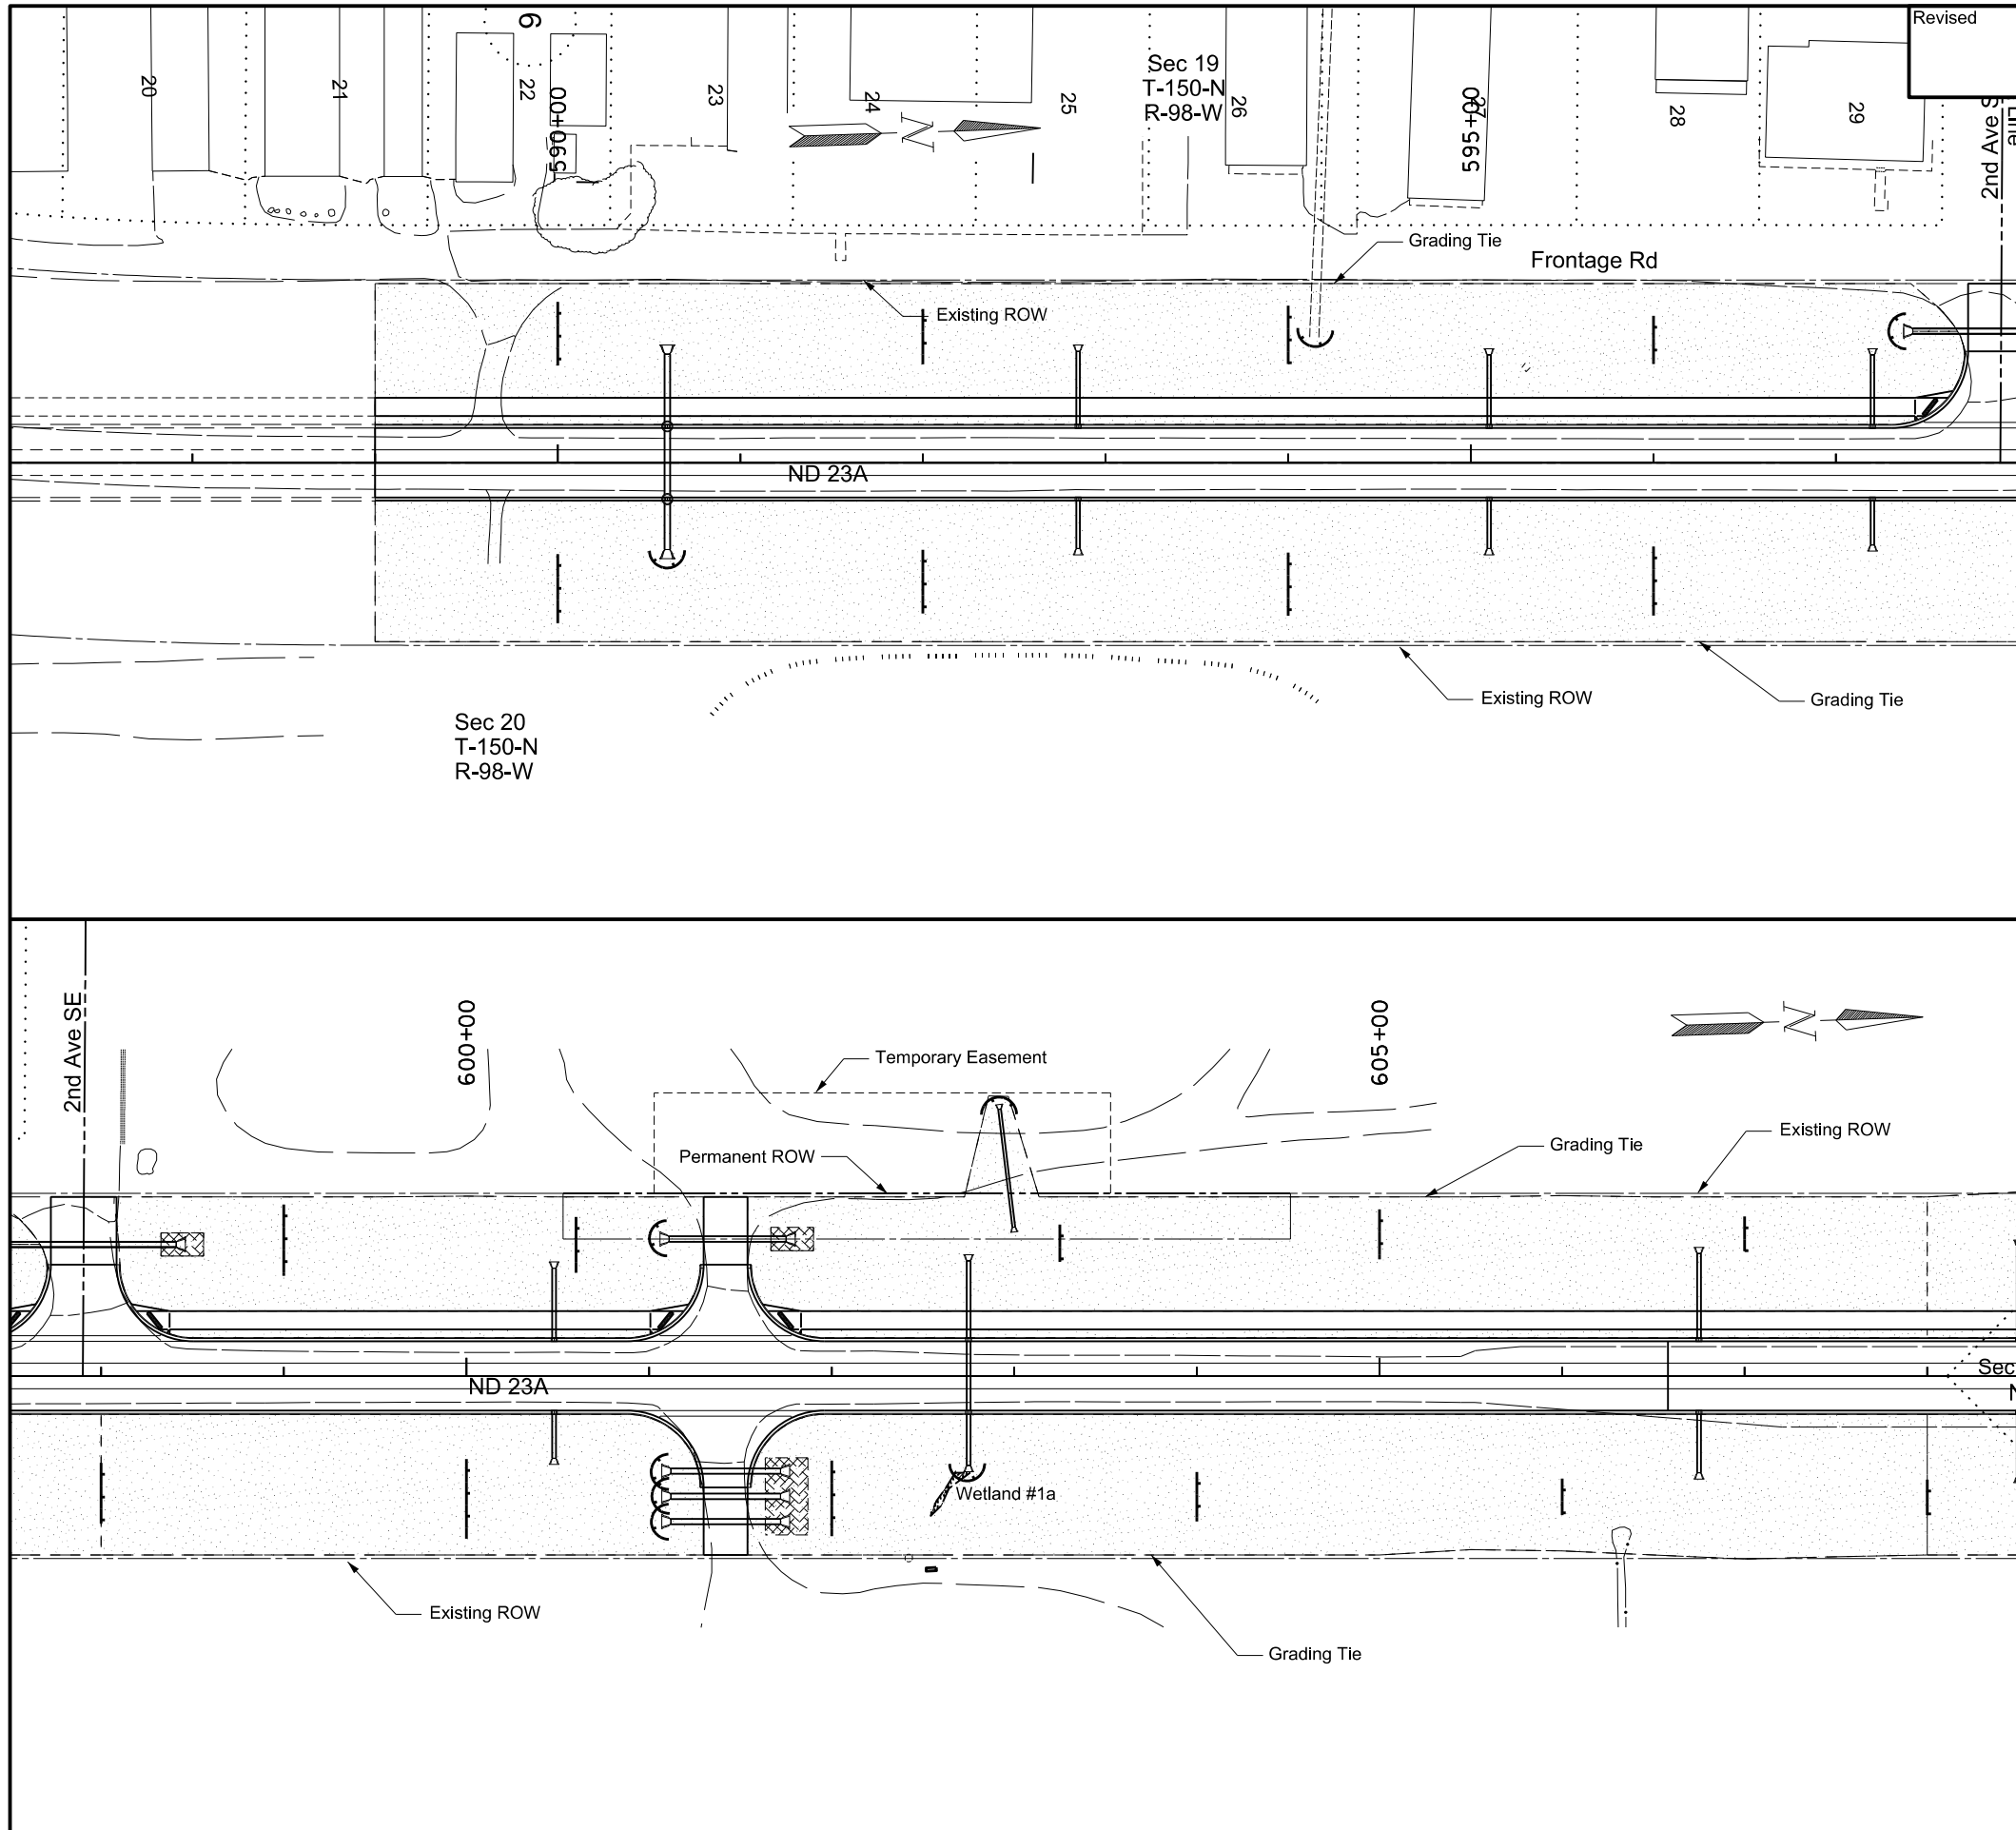 Revised
6
20
21
22
590+00
23
24
N
25
Sec 19
T-150-N
R-98-W
26
595+00
27
28
29
2nd Ave S
Line
Grading Tie
Frontage Rd
Existing ROW
ND 23A
Existing ROW
Grading Tie
Sec 20
T-150-N
R-98-W
2nd Ave SE
600+00
605+00
N
Temporary Easement
Permanent ROW
Grading Tie
Existing ROW
Sec
ND 23A
Wetland #1a
Existing ROW
Grading Tie